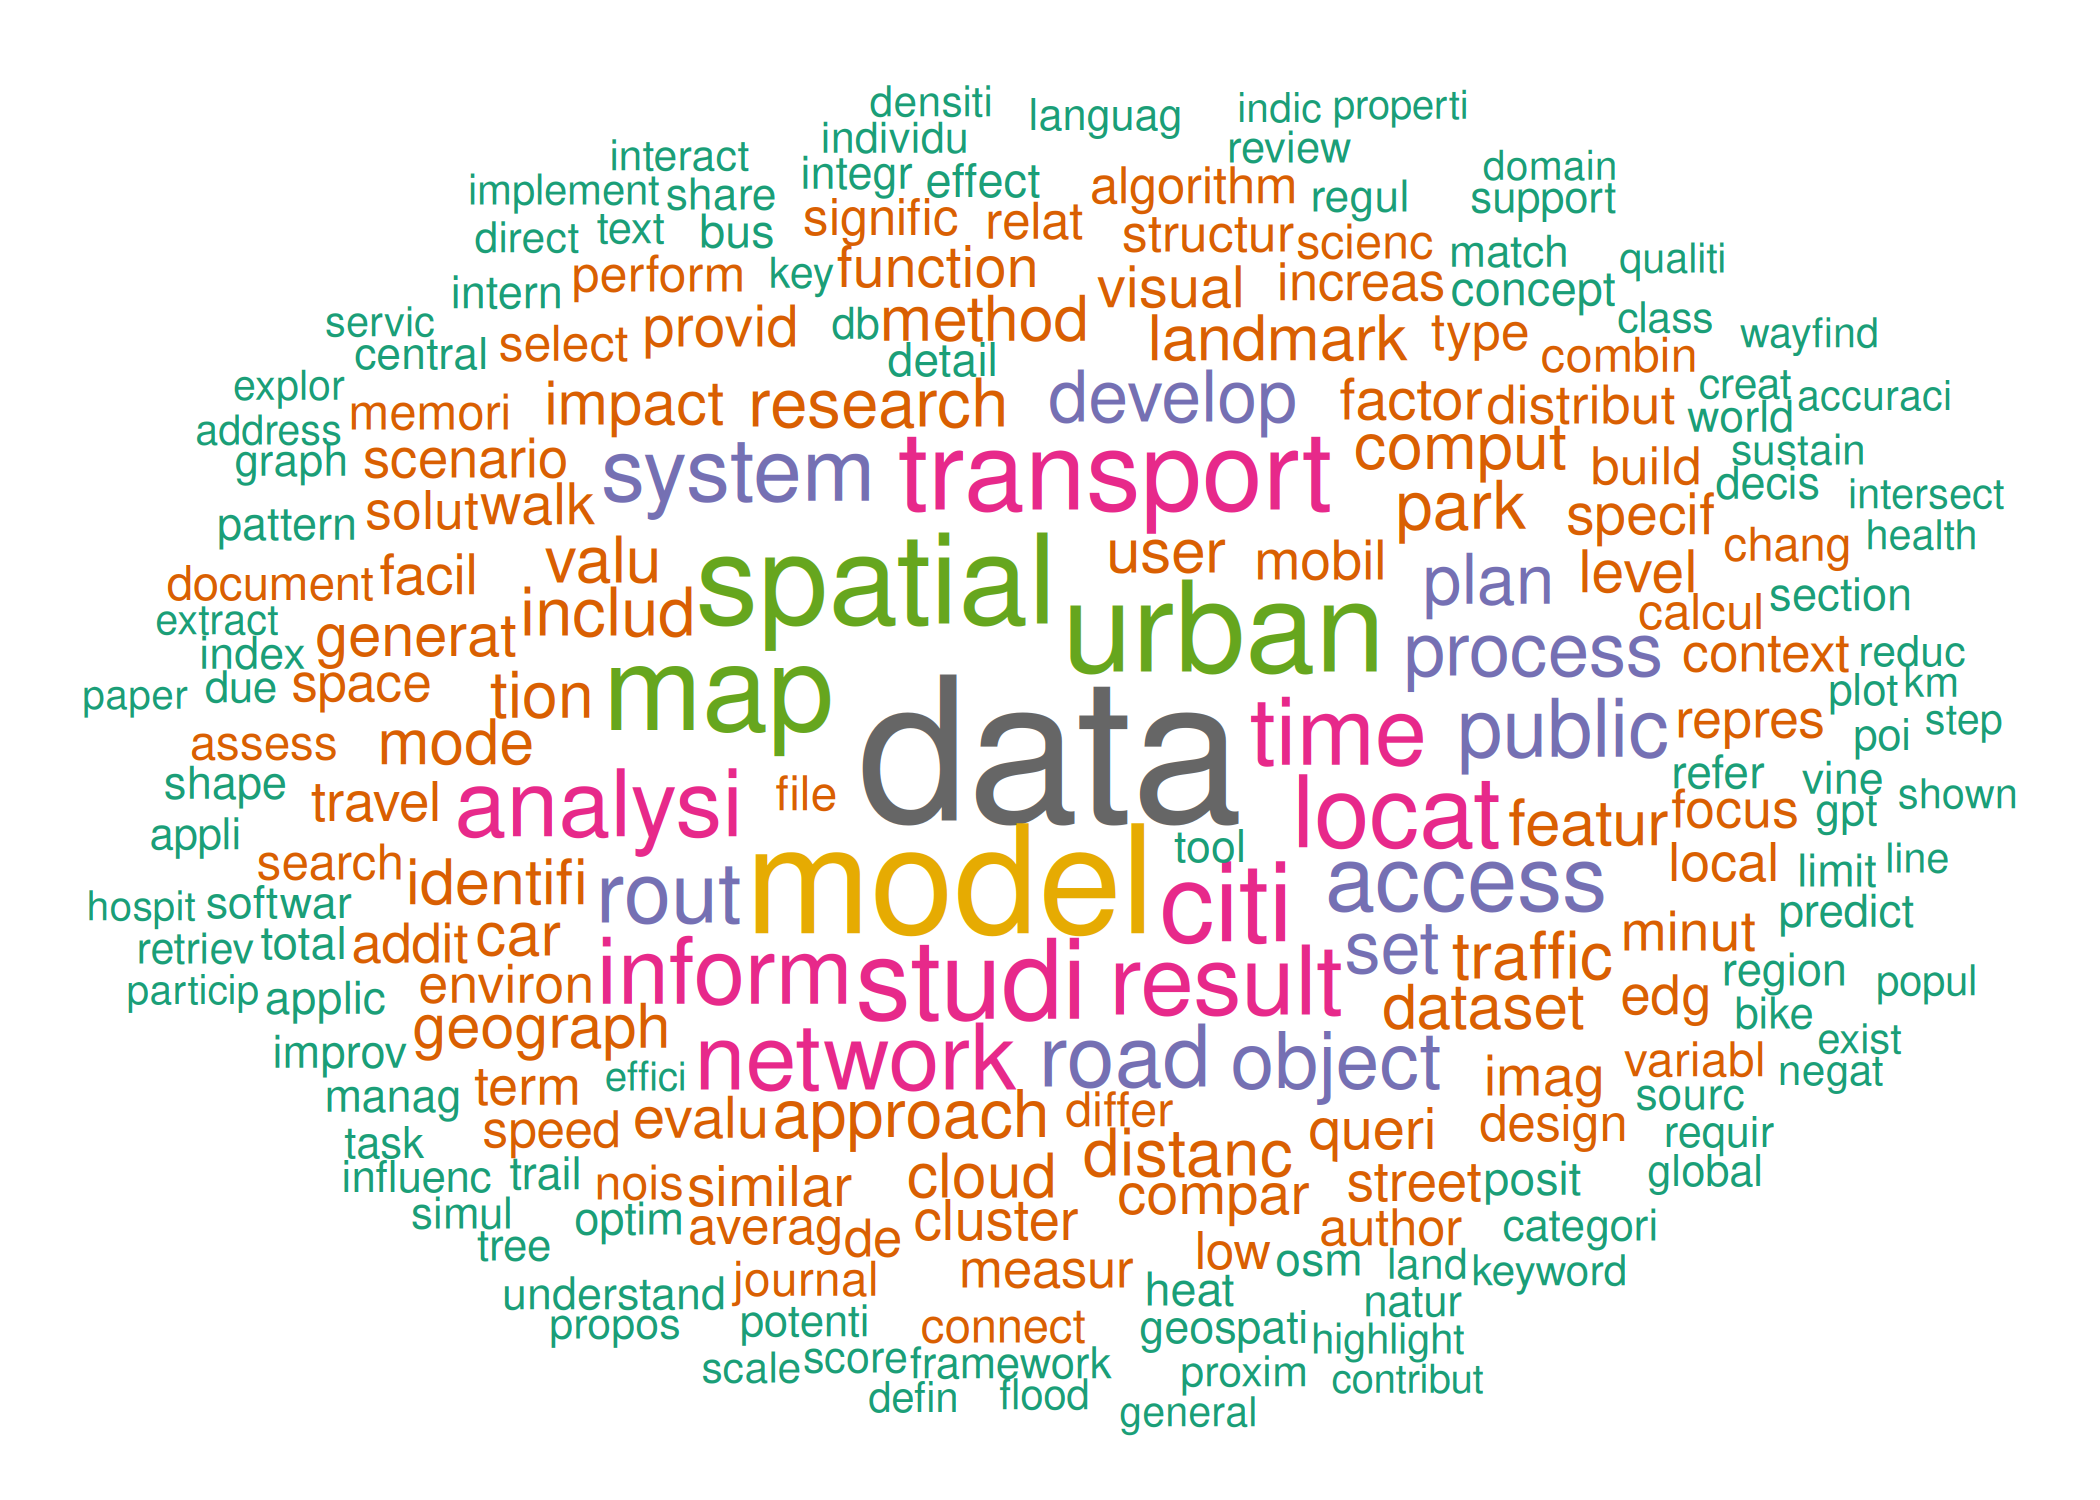 densiti languag indic properti
individu review
interact integr effect algorithm domain
implement share signific relat regul support
direct text bus structur scienc match qualiti
intern perform key function visual increas concept
servic select provid db method landmark type class wayfind
central detail combin
explor memori impact research develop factor distribut creat accuraci
address world
graph scenario system transport comput build sustain
pattern solut walk park specif decis intersect
document facil valu spatial user mobil plan level chang health
extract includ urban calcul section
index generat process context reduc
paper due space tion map data time public repres plot km
assess mode poi step
shape travel analysi file locat featur focus refer vine gpt shown
appli tool
search identifi rout model citi access local limit line
hospit softwar set minut predict
retriev total addit car traffic region
particip applic environ inform studi result dataset edg bike popul
improv geograph network road object imag variabl exist
manag term effici sourc negat
task speed evalu approach differ queri design requir
influenc trail nois similar cloud distanc street posit global
simul optim averag de cluster compar author categori
tree low osm land keyword
understand journal measur heat natur
propos potenti connect geospati highlight
scale score framework proxim contribut
defin flood general